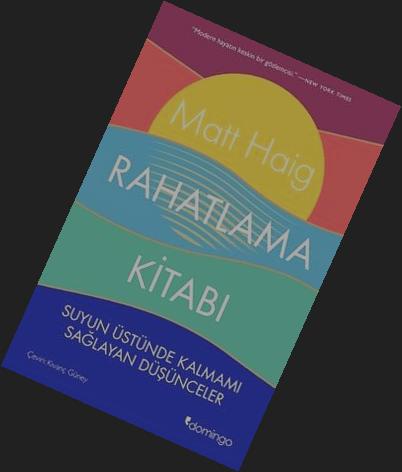 "Modern hayatın keskin bir gözlemcisi." —NEW YORK TIMES
Matt Haig
RAHATLAMA
KİTABI
SUYUN ÜSTÜNDE KALMAMI
SAĞLAYAN DÜŞÜNCELER
Çeviri: Kıvanç Güney
domingo